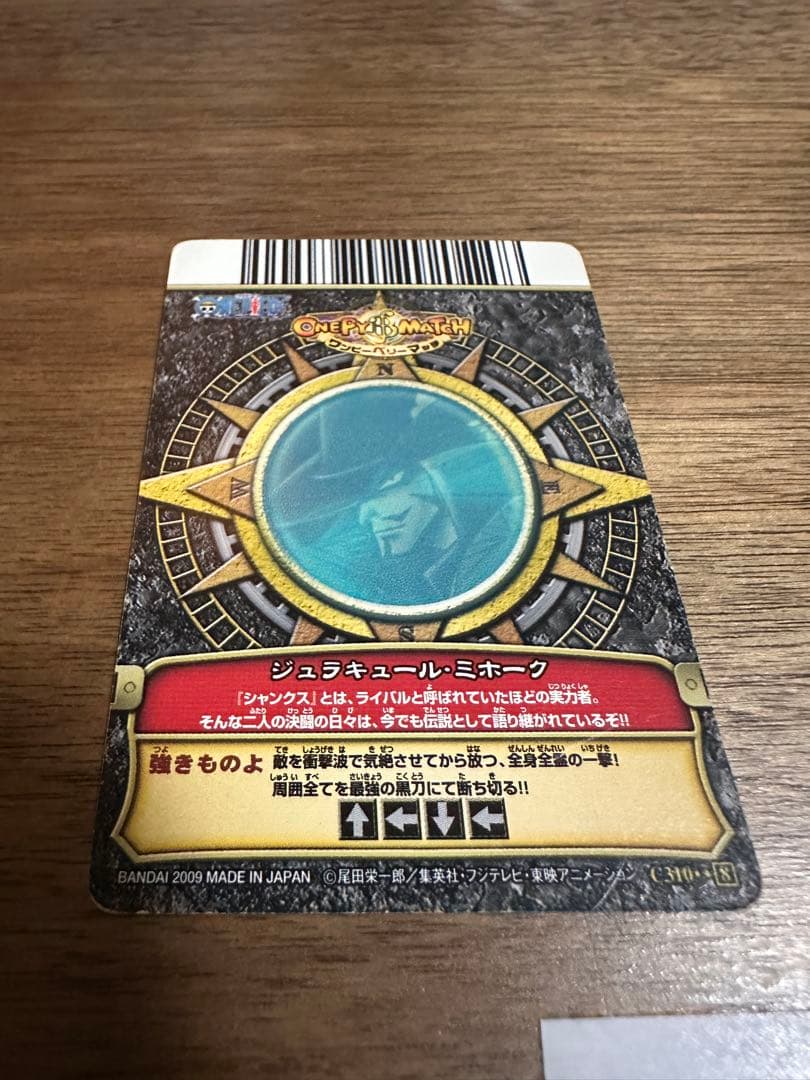 ONE PIECE
ONEPY MATCH
ワンピーベリーマッチ
N
W
E
S
ジュラキュール・ミホーク
『シャンクス』とは、ライバルと呼ばれていたほどの実力者。
そんな二人の決闘の日々は、今でも伝説として語り継がれているぞ!!
強きものよ 敵を衝撃波で気絶させてから放つ、全身全霊の一撃!
周囲全てを最強の黒刀にて断ち切る!!
BANDAI 2009 MADE IN JAPAN ©尾田栄一郎／集英社・フジテレビ・東映アニメーション C310 8